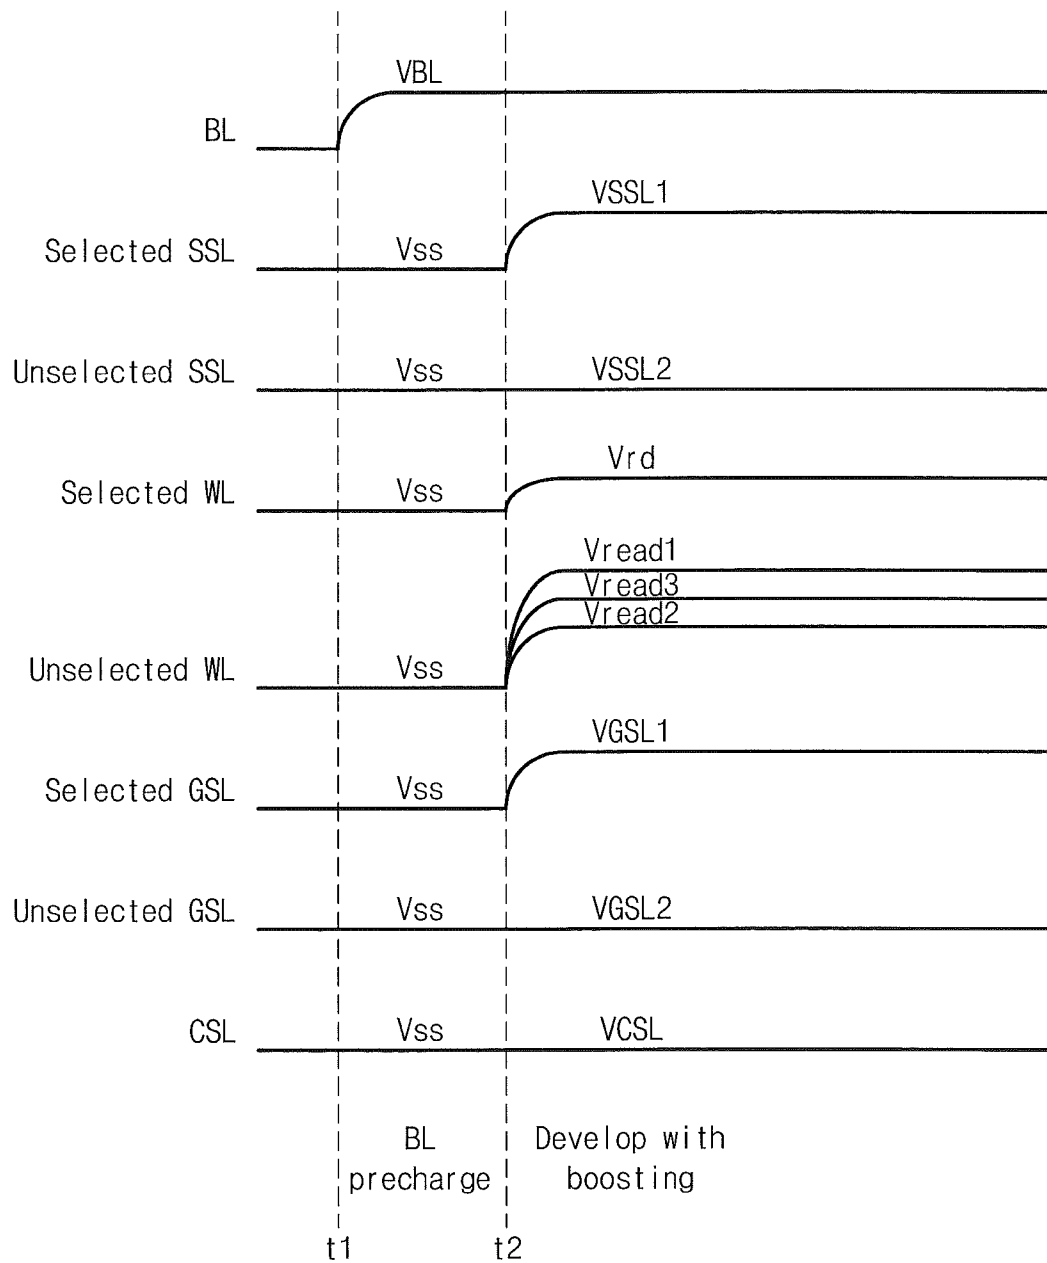 VBL
BL
VSSL1
Selected SSL Vss
Unselected SSL Vss VSSL2
Vrd
Selected WL Vss
Vread1
Vread3
Vread2
Unselected WL Vss
VGSL1
Selected GSL Vss
Unselected GSL Vss VGSL2
CSL Vss VCSL
BL precharge
Develop with boosting
t1 t2